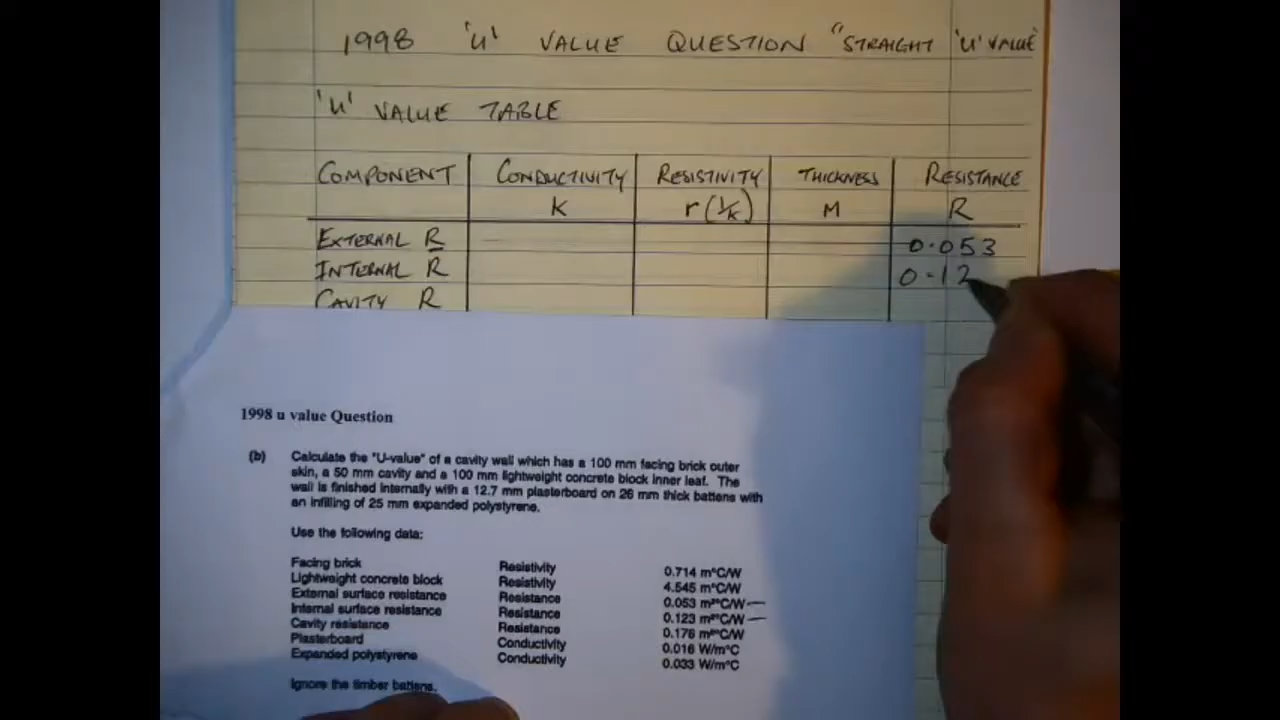 1998 'U' VALUE QUESTION "STRAIGHT 'U' VALUE"
'U' VALUE TABLE
COMPONENT CONDUCTIVITY RESISTIVITY THICKNESS RESISTANCE
K r (1/K) M R
EXTERNAL R 0.053
INTERNAL R 0.12
CAVITY R
1998 u value Question
(b) Calculate the "U-value" of a cavity wall which has a 100 mm facing brick outer
skin, a 50 mm cavity and a 100 mm lightweight concrete block inner leaf. The
wall is finished internally with a 12.7 mm plasterboard on 26 mm thick battens with
an infilling of 25 mm expanded polystyrene.
Use the following data:
Facing brick Resistivity 0.714 m°C/W
Lightweight concrete block Resistivity 4.545 m°C/W
External surface resistance Resistance 0.053 m²°C/W
Internal surface resistance Resistance 0.123 m²°C/W
Cavity resistance Resistance 0.176 m²°C/W
Plasterboard Conductivity 0.016 W/m°C
Expanded polystyrene Conductivity 0.033 W/m°C
Ignore the timber battens.